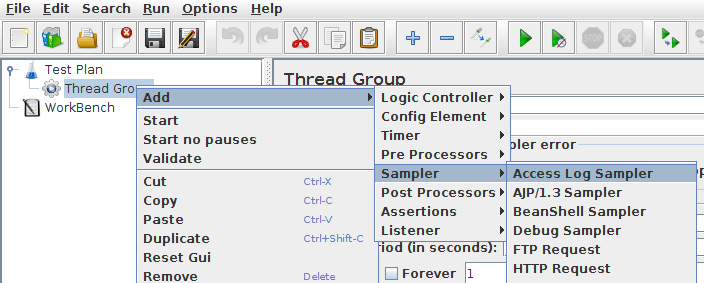 File Edit Search Run Options Help
Test Plan
Thread Group
Thread Gro
WorkBench
Add
Start
Start no pauses
Validate
Cut Ctrl-X
Copy Ctrl-C
Paste Ctrl-V
Duplicate Ctrl+Shift-C
Reset Gui
Remove Delete
Logic Controller
Config Element
Timer
Pre Processors
Sampler
Post Processors
Assertions
Listener
Access Log Sampler
AJP/1.3 Sampler
BeanShell Sampler
Debug Sampler
FTP Request
HTTP Request
pler error
iod (in seconds):
Forever 1